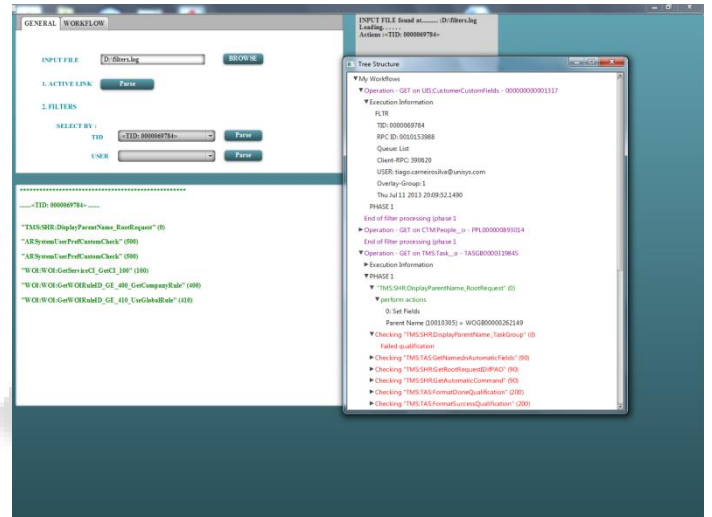 GENERAL WORKFLOW
INPUT FILE D:\filters.log BROWSE
1. ACTIVE LINK Parse
2. FILTERS
SELECT BY :
TID <TID: 0000069784> Parse
USER Parse
INPUT FILE found at......... :D:\filters.log
Loading. . . . . .
Actions :<TID: 0000069784>
****************************************************
......<TID: 0000069784> ......
"TMS:SHR:DisplayParentName_RootRequest" (0)
"ARSystemUserPrefCustomCheck" (500)
"ARSystemUserPrefCustomCheck" (500)
"WOI:WOI:GetServiceCI_GetCI_100" (100)
"WOI:WOI:GetWOIRuleID_GE_400_GetCompanyRule" (400)
"WOI:WOI:GetWOIRuleID_GE_410_UseGlobalRule" (410)
Tree Structure
My Workflows
Operation - GET on UIS:CustomerCustomFields - 000000000001317
Execution Information
FLTR
TID: 0000069784
RPC ID: 0010153988
Queue: List
Client-RPC: 390620
USER: tiago.carneirosilva@unisys.com
Overlay-Group: 1
Thu Jul 11 2013 20:09:52.1490
PHASE 1
End of filter processing (phase 1
Operation - GET on CTM:People_o - PPL000000893014
End of filter processing (phase 1
Operation - GET on TMS:Task_o - TASGB0000319845
Execution Information
PHASE 1
"TMS:SHR:DisplayParentName_RootRequest" (0)
perform actions
0: Set Fields
Parent Name (10010305) = WOGB00000262149
Checking "TMS:SHR:DisplayParentName_TaskGroup" (0)
Failed qualification
Checking "TMS:TAS:GetNamesInAutomaticFields" (90)
Checking "TMS:SHR:GetRootRequestIDifPAO" (90)
Checking "TMS:SHR:GetAutomaticCommand" (90)
Checking "TMS:TAS:FormatDoneQualification" (200)
Checking "TMS:TAS:FormatSuccessQualification" (200)